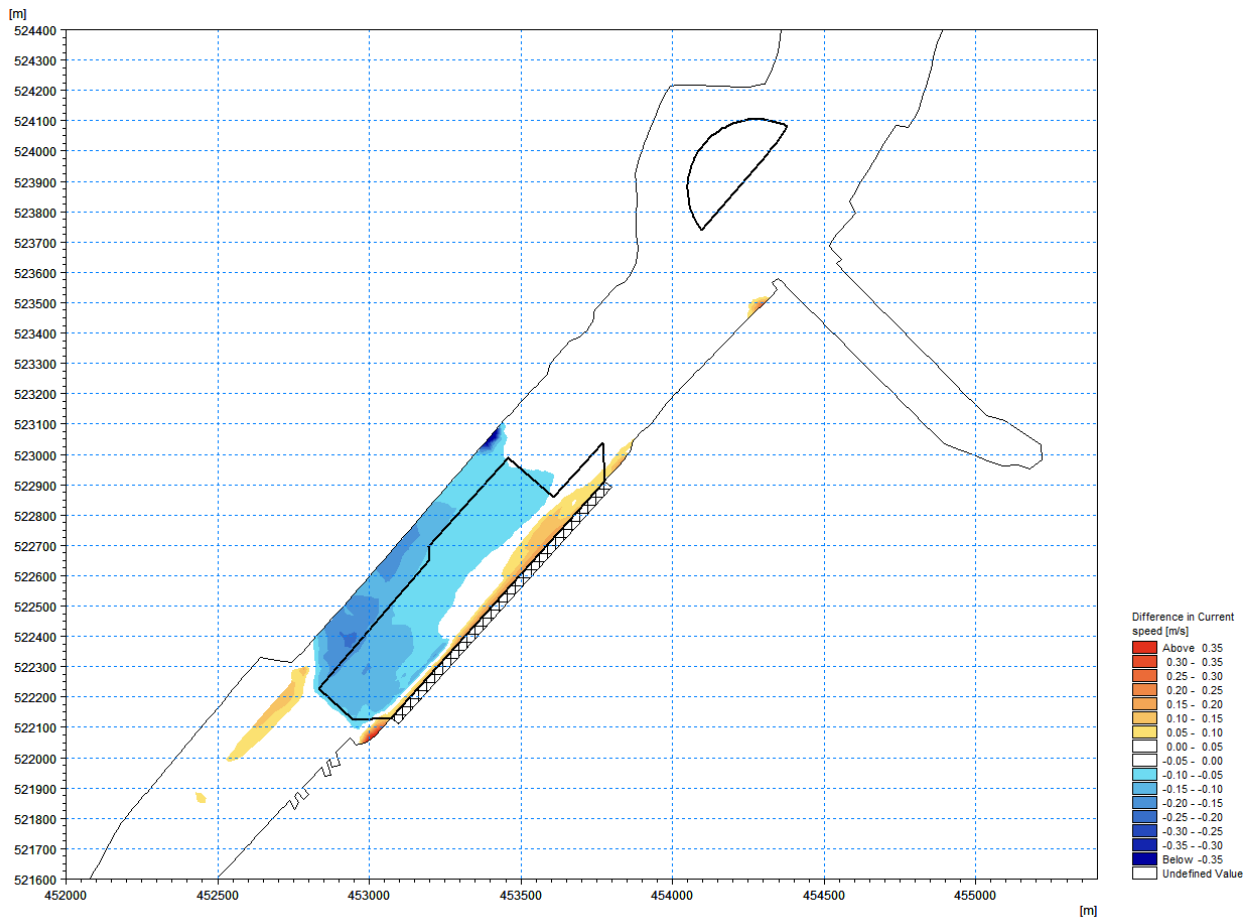 [m]
524400
524300
524200
524100
524000
523900
523800
523700
523600
523500
523400
523300
523200
523100
523000
522900
522800
522700
522600
522500
522400
522300
522200
522100
522000
521900
521800
521700
521600
452000 452500 453000 453500 454000 454500 455000
[m]
Difference in Current
speed [m/s]
Above 0.35
0.30 - 0.35
0.25 - 0.30
0.20 - 0.25
0.15 - 0.20
0.10 - 0.15
0.05 - 0.10
0.00 - 0.05
-0.05 - 0.00
-0.10 - -0.05
-0.15 - -0.10
-0.20 - -0.15
-0.25 - -0.20
-0.30 - -0.25
-0.35 - -0.30
Below -0.35
Undefined Value